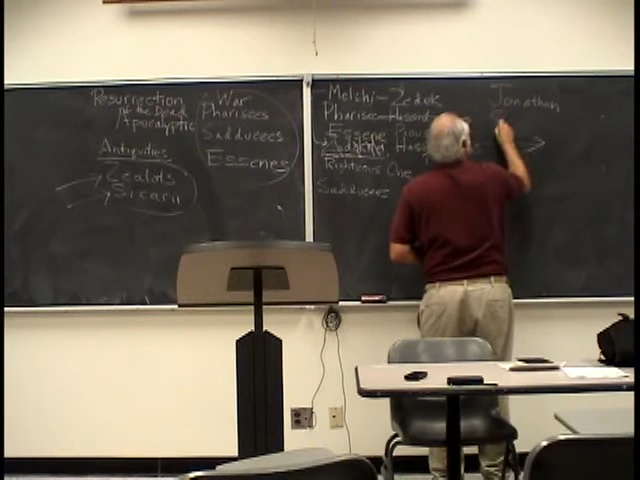 Resurrection
of the Dead
Apocalyptic
Antiquities
Zealots
Sicarii
War
Pharisees
Sadducees
Essenes
Melchi-Zedek
Pharisee
Essene Pious
Righteous One
Sadducees
Jonathan